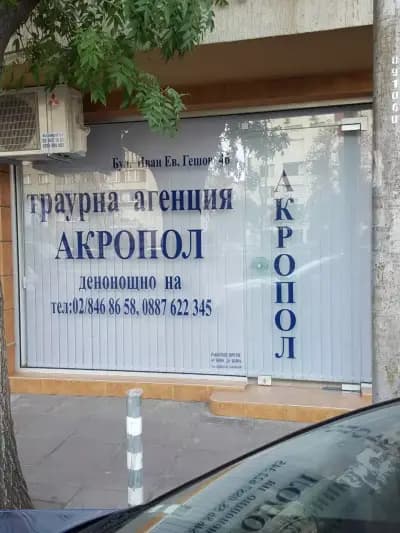 Бул. Иван Ев. Гешов 46
траурна агенция
АКРОПОЛ
денонощно на
тел:02/846 86 58, 0887 622 345
АКРОПОЛ